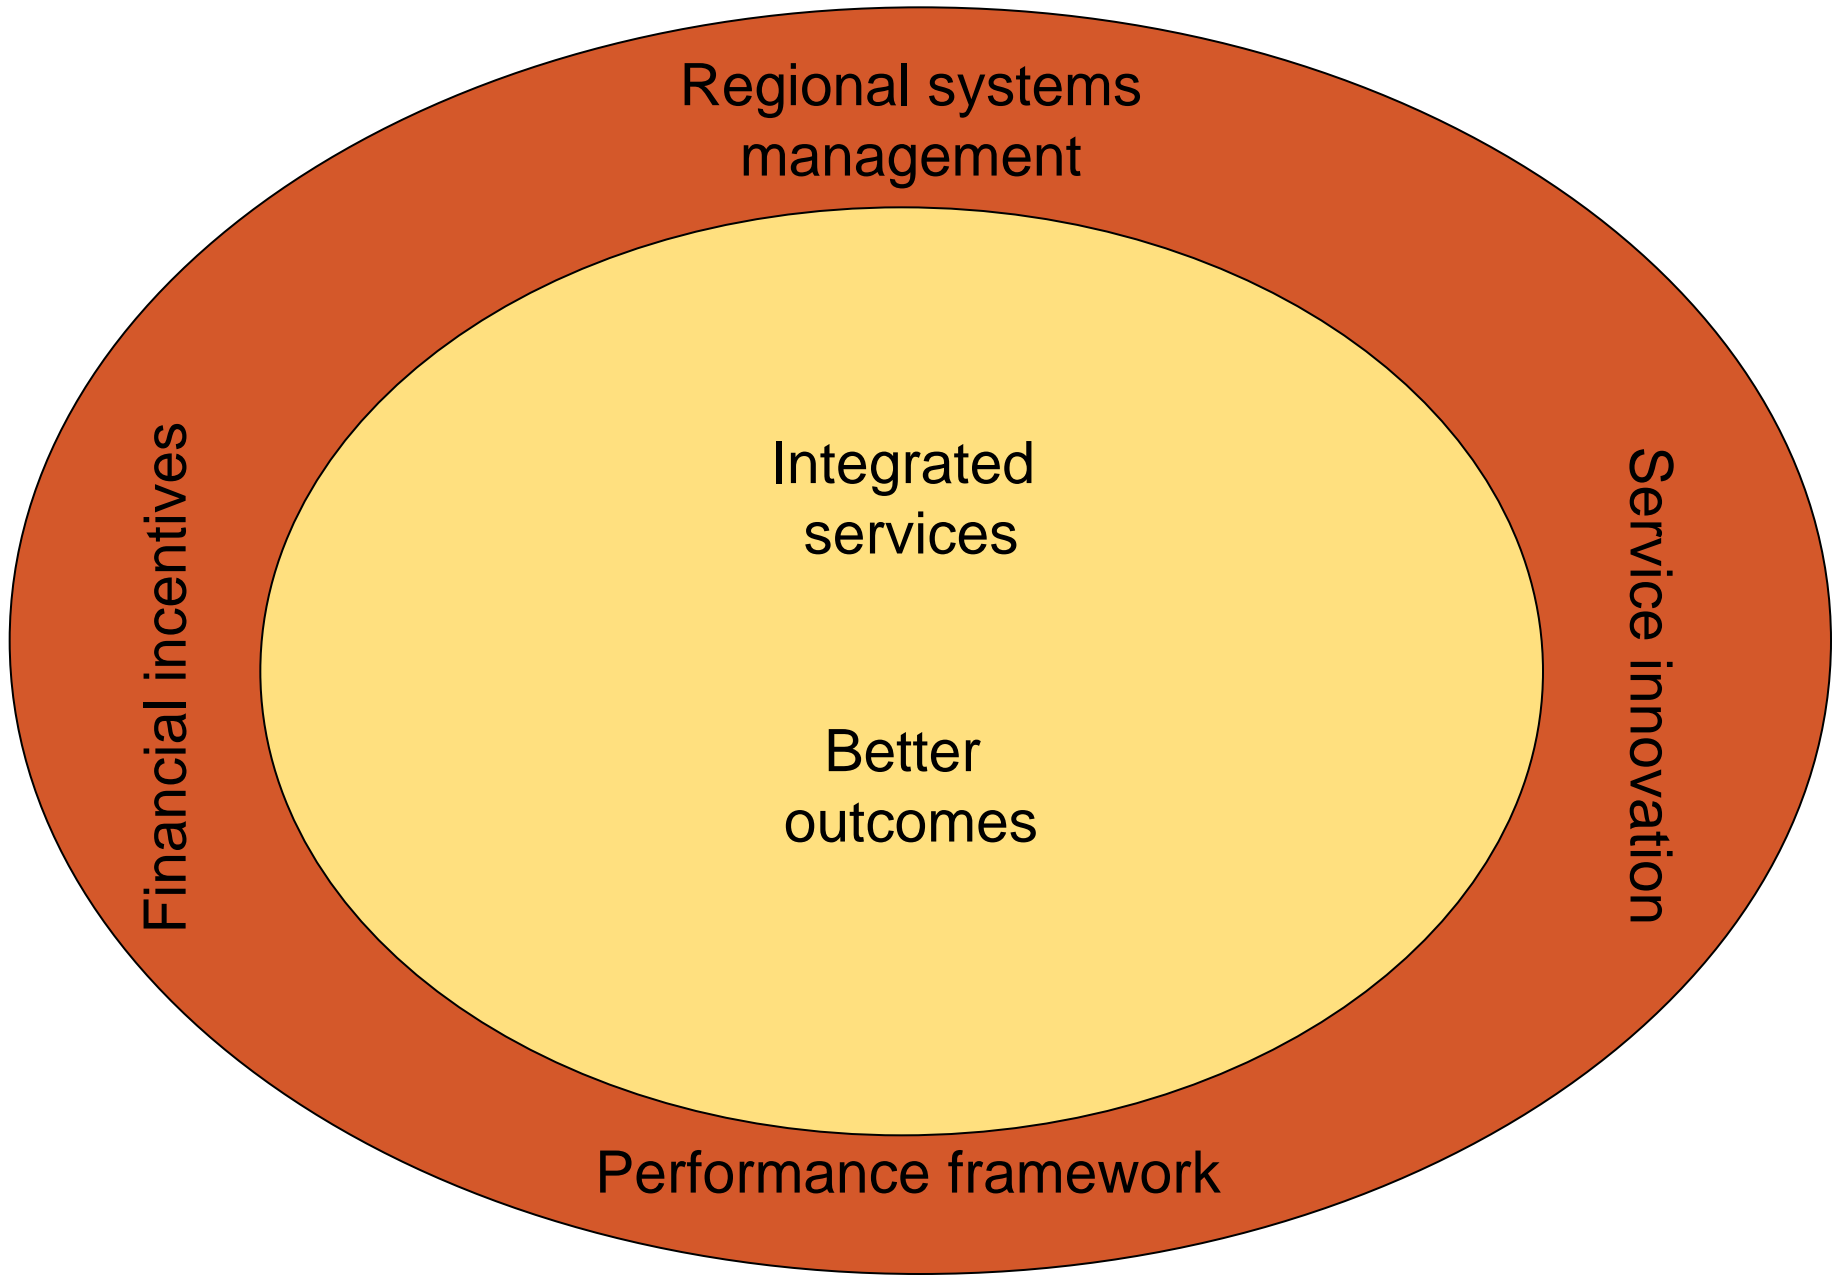 Regional systems
management
Financial incentives
Integrated
services
Better
outcomes
Service innovation
Performance framework